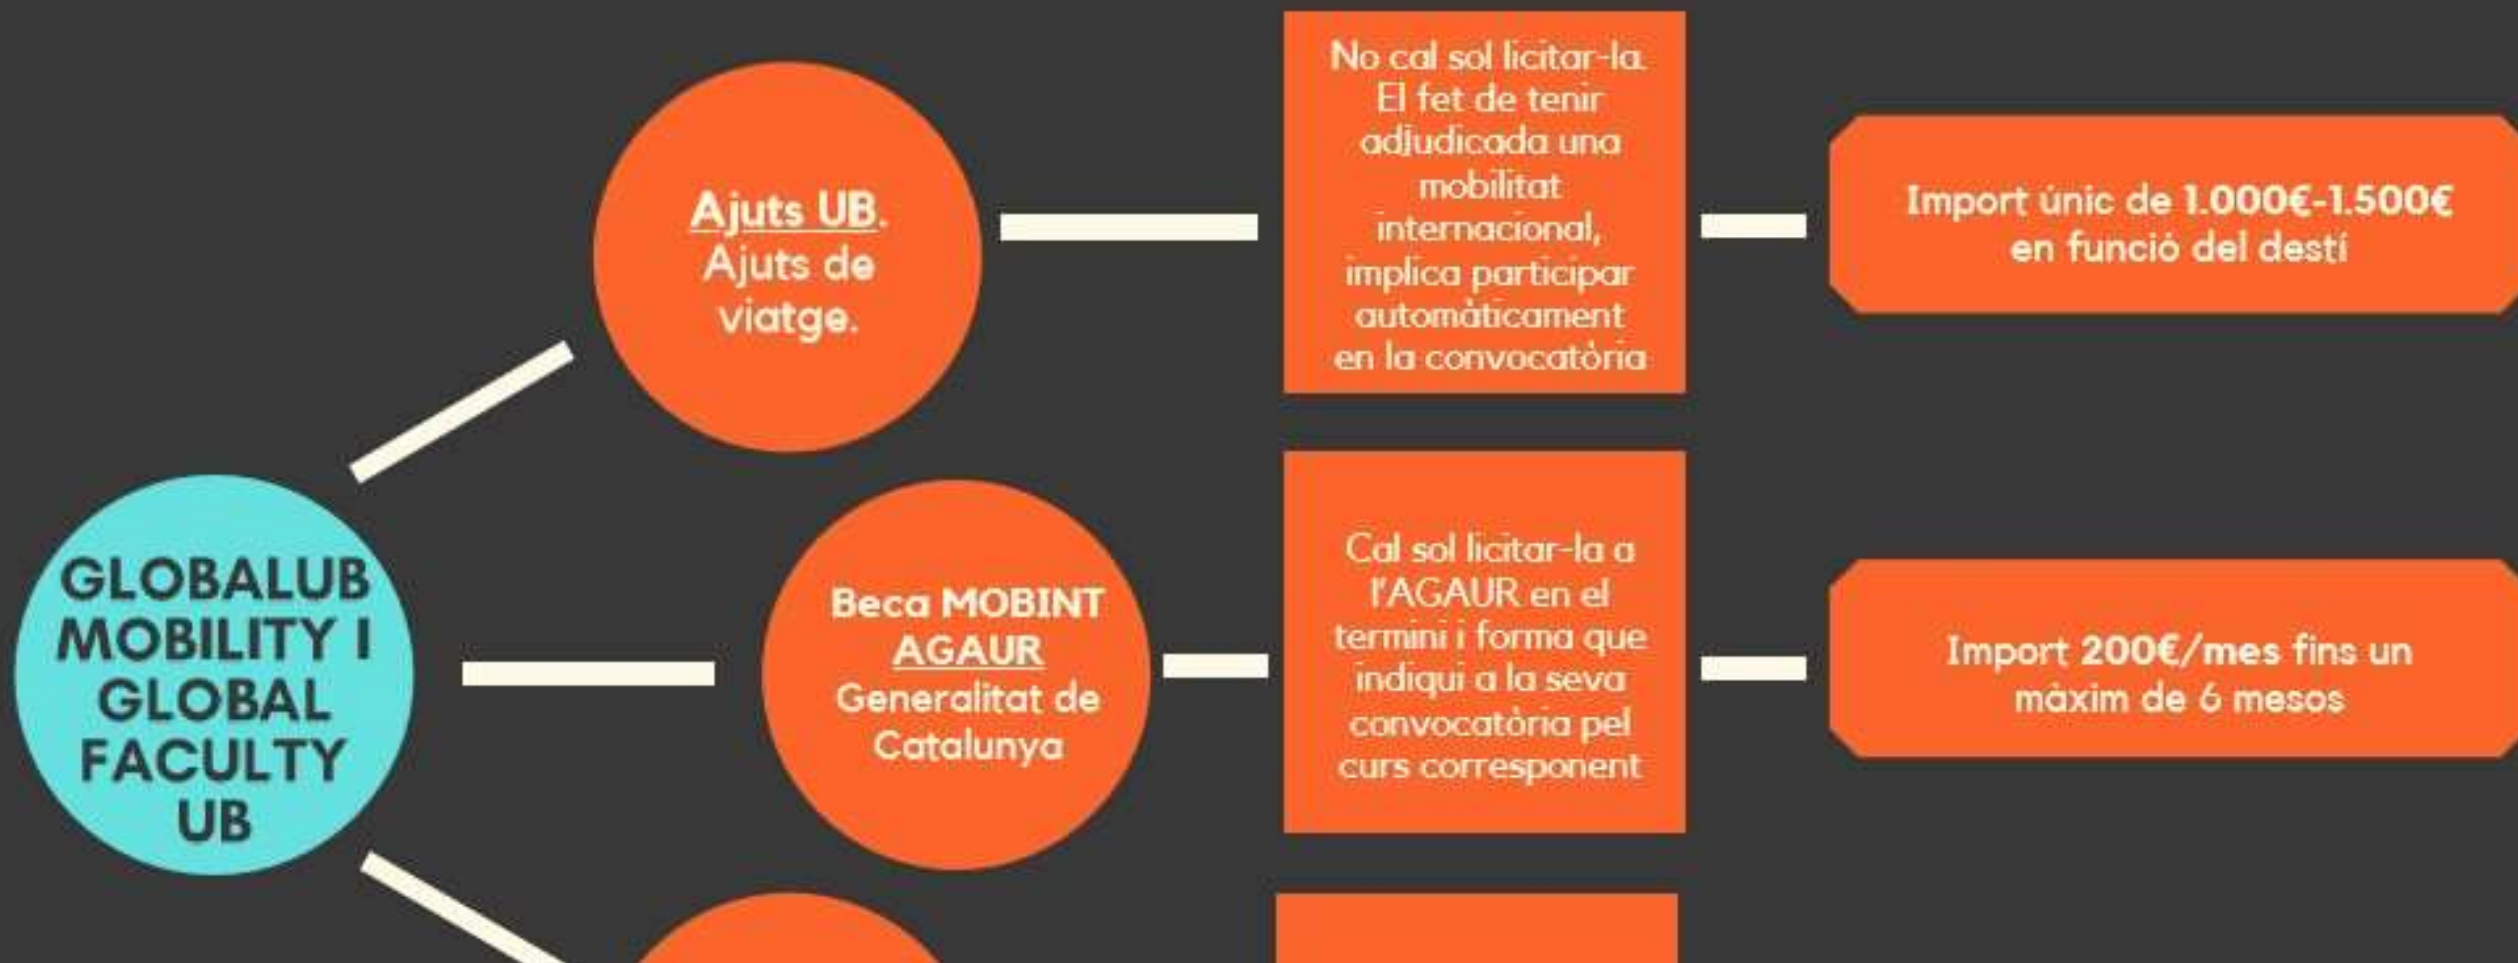 GLOBALUB
MOBILITY I
GLOBAL
FACULTY
UB
Ajuts UB.
Ajuts de
viatge.
No cal sol licitar-la.
El fet de tenir
adjudicada una
mobilitat
internacional,
implica participar
automàticament
en la convocatòria
Import únic de 1.000€-1.500€
en funció del destí
Beca MOBINT
AGAUR
Generalitat de
Catalunya
Cal sol licitar-la a
l'AGAUR en el
termini i forma que
indiqui a la seva
convocatòria pel
curs corresponent
Import 200€/mes fins un
màxim de 6 mesos